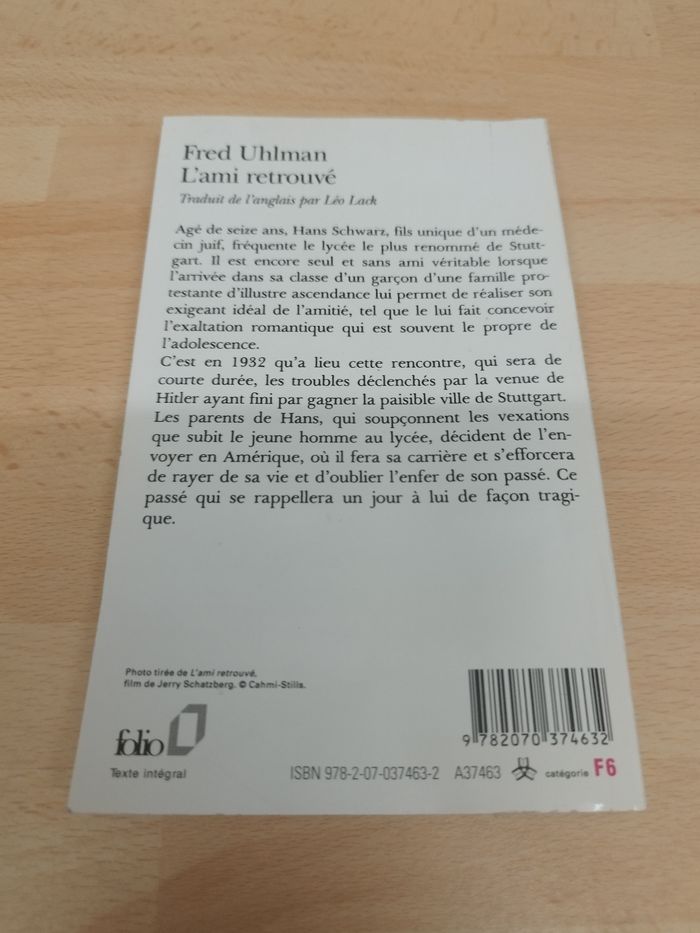 Fred Uhlman
L'ami retrouvé
Traduit de l'anglais par Léo Lack
Agé de seize ans, Hans Schwarz, fils unique d'un méde-
cin juif, fréquente le lycée le plus renommé de Stutt-
gart. Il est encore seul et sans ami véritable lorsque
l'arrivée dans sa classe d'un garçon d'une famille pro-
testante d'illustre ascendance lui permet de réaliser son
exigeant idéal de l'amitié, tel que le lui fait concevoir
l'exaltation romantique qui est souvent le propre de
l'adolescence.
C'est en 1932 qu'a lieu cette rencontre, qui sera de
courte durée, les troubles déclenchés par la venue de
Hitler ayant fini par gagner la paisible ville de Stuttgart.
Les parents de Hans, qui soupçonnent les vexations
que subit le jeune homme au lycée, décident de l'en-
voyer en Amérique, où il fera sa carrière et s'efforcera
de rayer de sa vie et d'oublier l'enfer de son passé. Ce
passé qui se rappellera un jour à lui de façon tragi-
que.
Photo tirée de L'ami retrouvé,
film de Jerry Schatzberg. © Cahmi-Stills.
folio
Texte intégral
9 782070 374632
ISBN 978-2-07-037463-2 A37463 catégorie F6